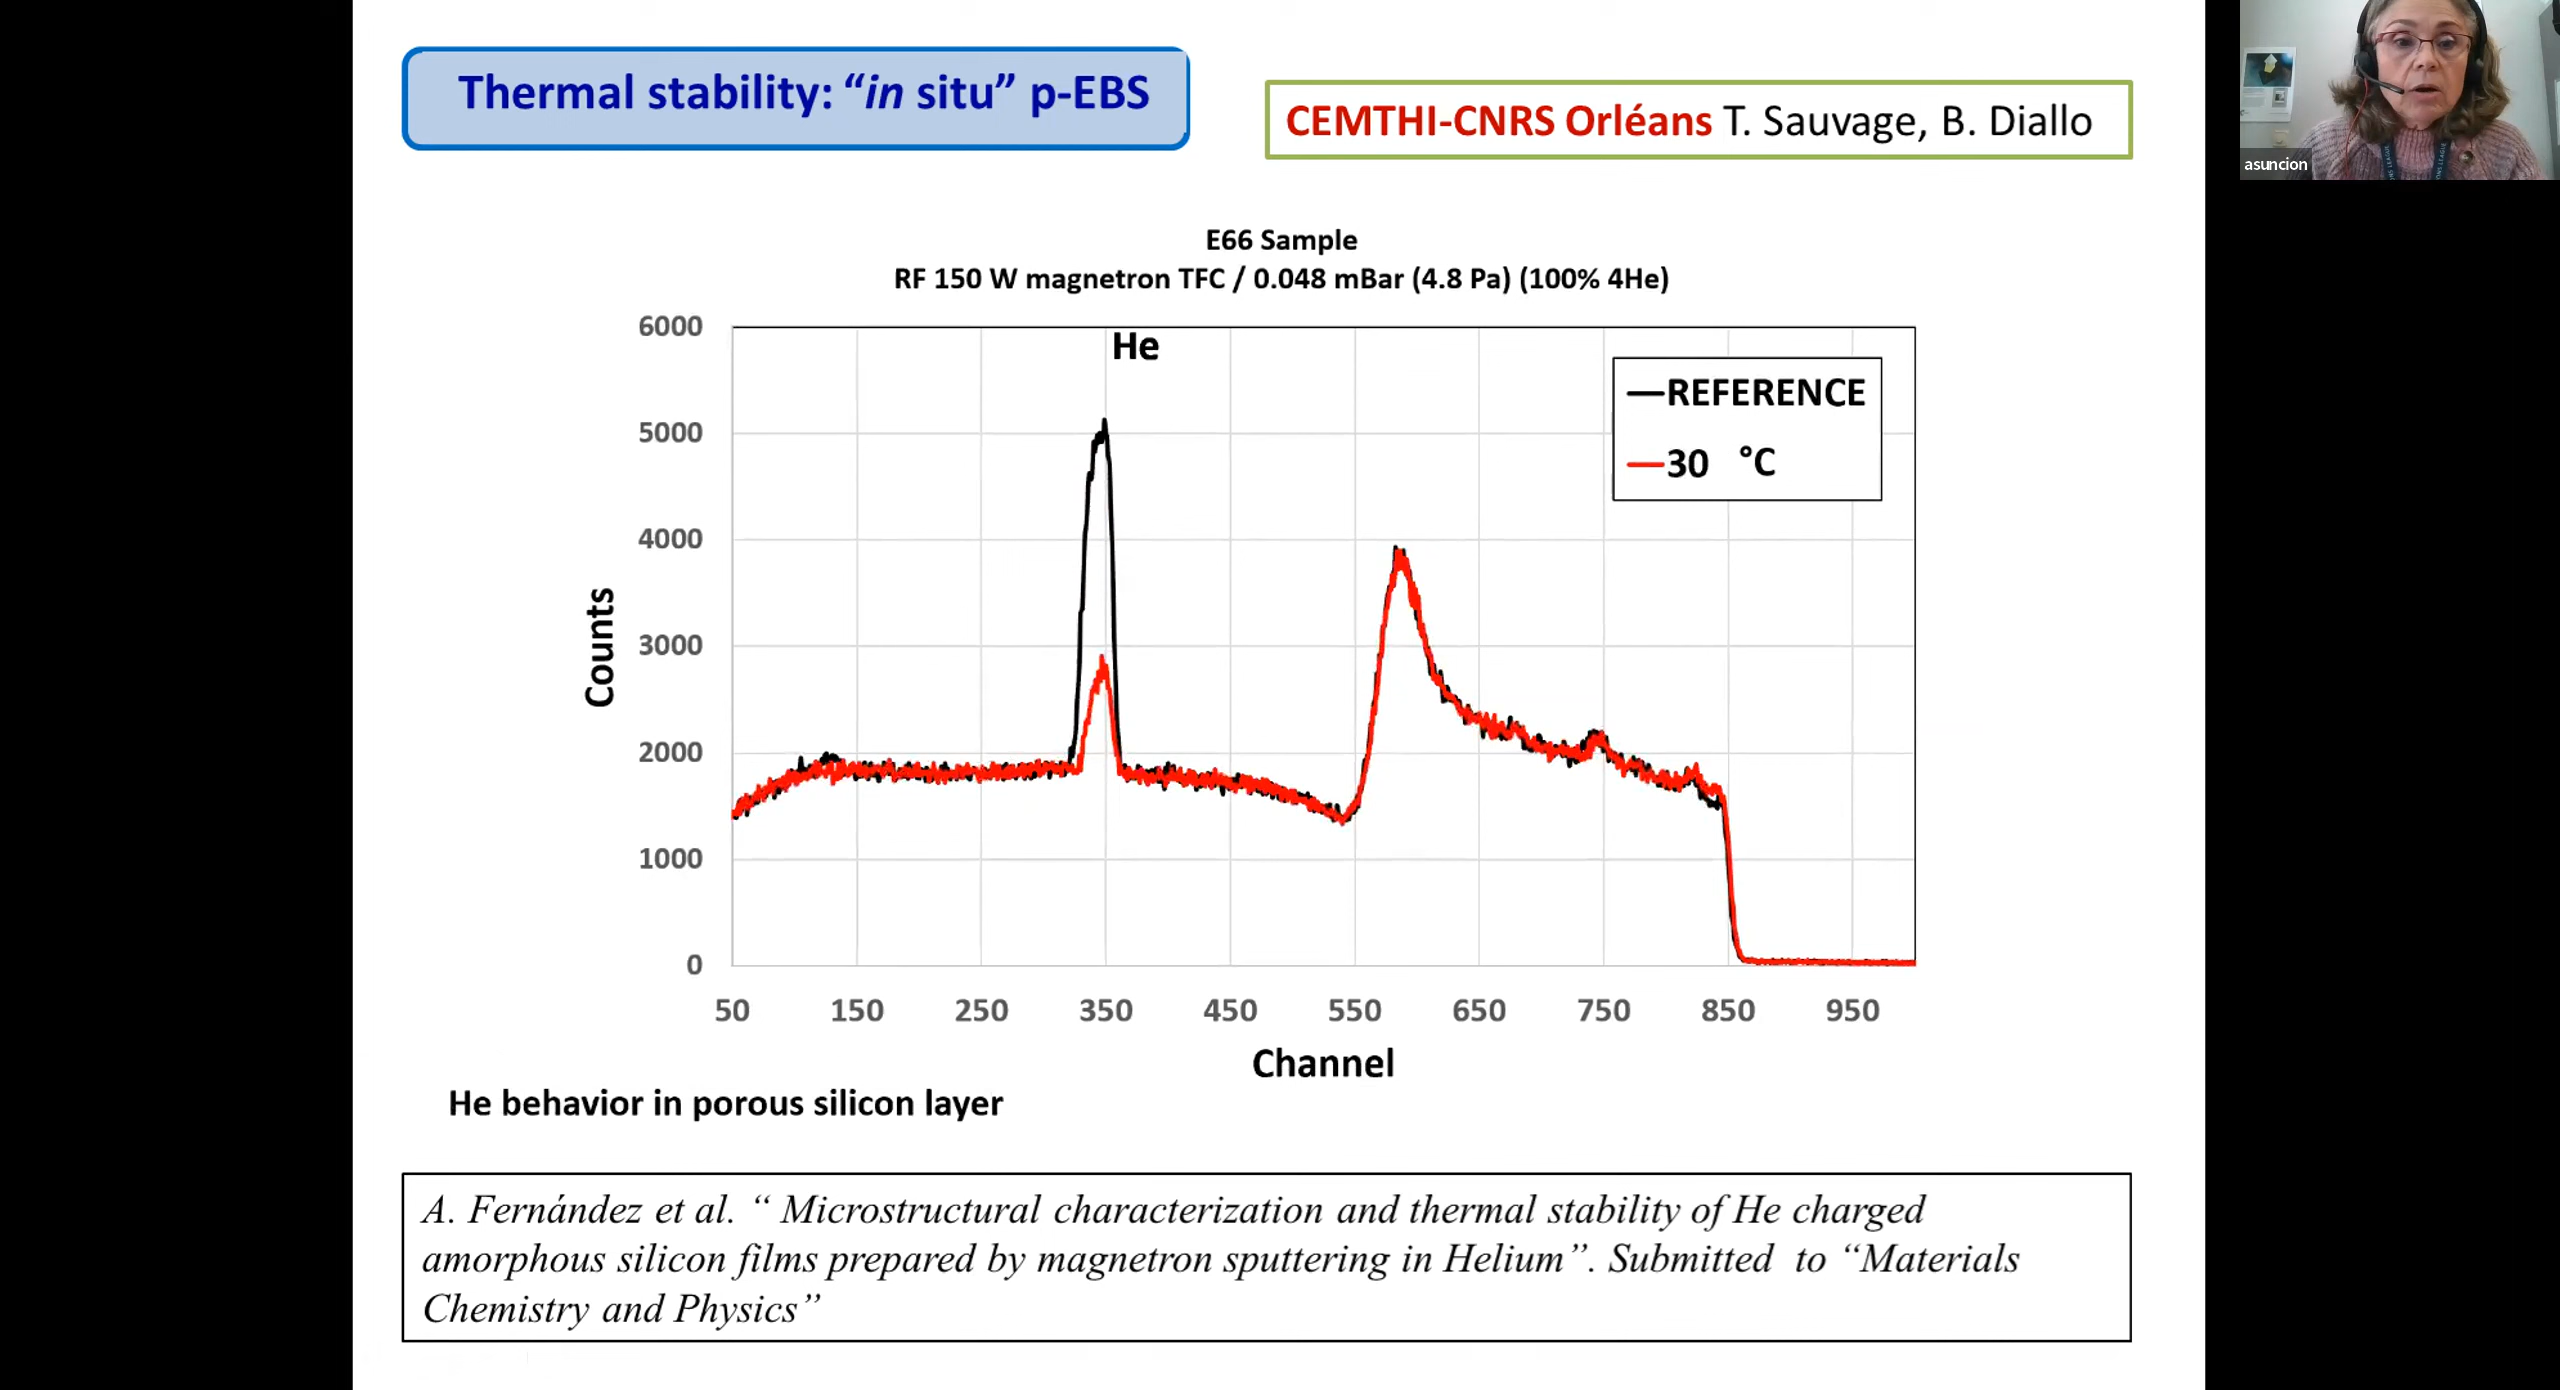 Thermal stability: “in situ” p-EBS
CEMTHI-CNRS Orléans T. Sauvage, B. Diallo
asuncion
E66 Sample
RF 150 W magnetron TFC / 0.048 mBar (4.8 Pa) (100% 4He)
6000
5000
4000
3000
2000
1000
0
Counts
He
REFERENCE
30 °C
50 150 250 350 450 550 650 750 850 950
Channel
He behavior in porous silicon layer
A. Fernández et al. “ Microstructural characterization and thermal stability of He charged
amorphous silicon films prepared by magnetron sputtering in Helium”. Submitted to “Materials
Chemistry and Physics”